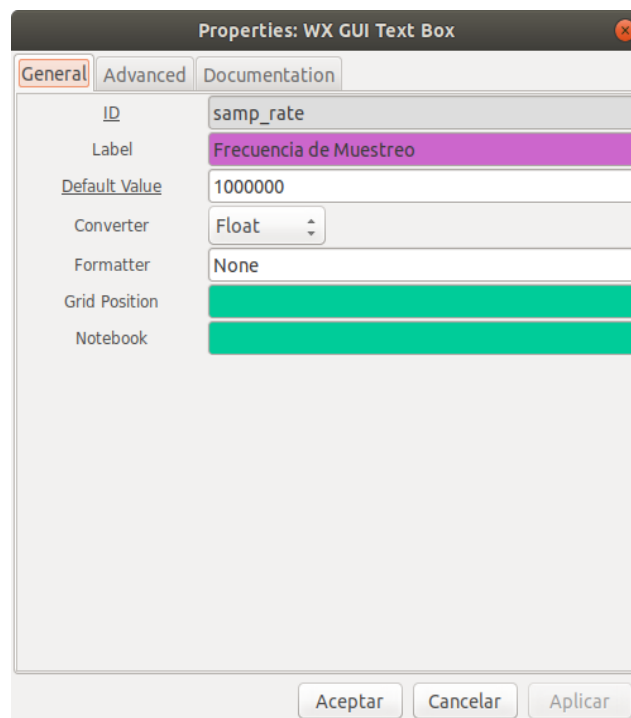 Properties: WX GUI Text Box
General Advanced Documentation
ID samp_rate
Label Frecuencia de Muestreo
Default Value 1000000
Converter Float
Formatter None
Grid Position
Notebook
Aceptar Cancelar Aplicar